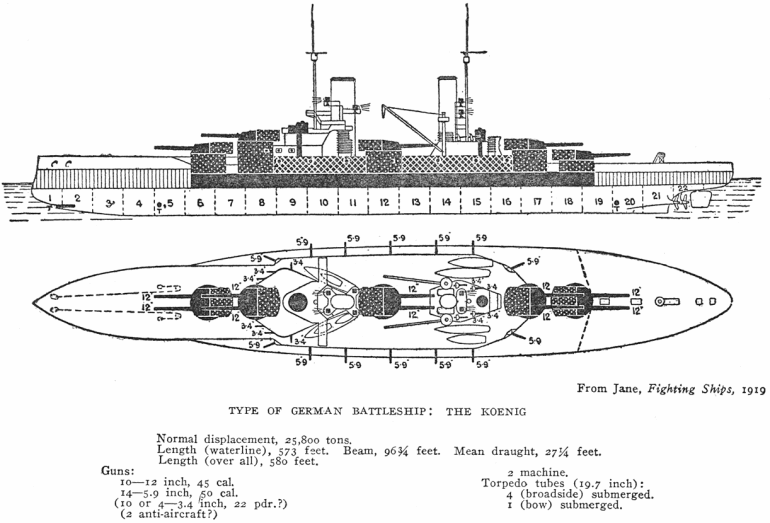 1 2 3 4 T 5 6 7 8 9 10 11 12 13 14 15 16 17 18 19 T 20 21 22
5·9" 5·9" 5·9" 5·9" 5·9
5·9" 3·4 3·4 3·4 3·4 5·9"
12" 12" 12" 12" 12"
12" 12" 12" 12" 12"
5·9" 3·4 3·4 3·4 3·4 5·9"
5·9" 5·9" 5·9" 5·9" 5·9"
From Jane, Fighting Ships, 1919
TYPE OF GERMAN BATTLESHIP: THE KOENIG
Normal displacement, 25,800 tons.
Length (waterline), 573 feet. Beam, 96¾ feet. Mean draught, 27¼ feet.
Length (over all), 580 feet.
Guns:
10—12 inch, 45 cal.
14—5.9 inch, 50 cal.
(10 or 4—3.4 inch, 22 pdr.?)
(2 anti-aircraft?)
2 machine.
Torpedo tubes (19.7 inch):
4 (broadside) submerged.
1 (bow) submerged.